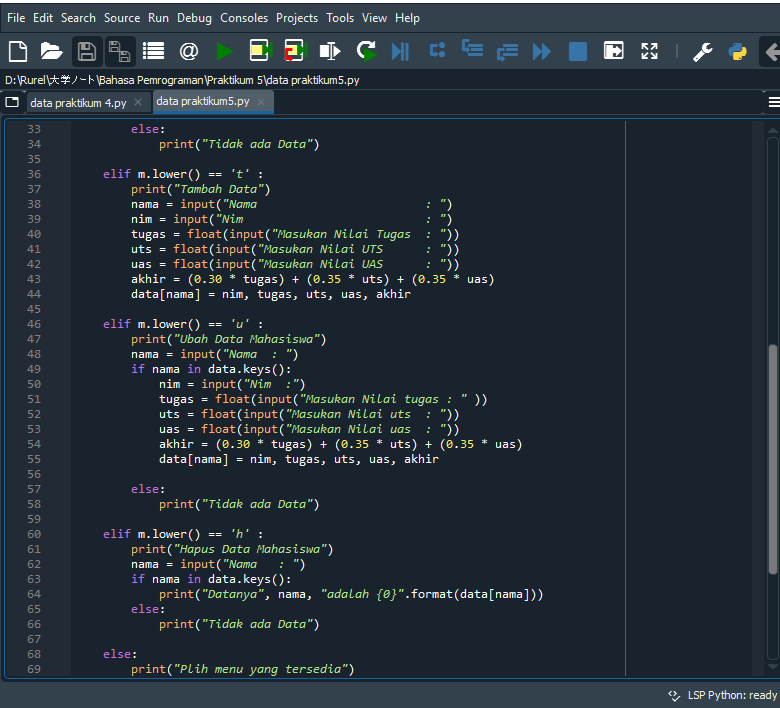 File Edit Search Source Run Debug Consoles Projects Tools View Help
D:\Rurel\大学ノート\Bahasa Pemrograman\Praktikum 5\data praktikum5.py
data praktikum 4.py × data praktikum5.py ×
33 else:
34 print("Tidak ada Data")
35
36 elif m.lower() == 't' :
37 print("Tambah Data")
38 nama = input("Nama : ")
39 nim = input("Nim : ")
40 tugas = float(input("Masukan Nilai Tugas : "))
41 uts = float(input("Masukan Nilai UTS : "))
42 uas = float(input("Masukan Nilai UAS : "))
43 akhir = (0.30 * tugas) + (0.35 * uts) + (0.35 * uas)
44 data[nama] = nim, tugas, uts, uas, akhir
45
46 elif m.lower() == 'u' :
47 print("Ubah Data Mahasiswa")
48 nama = input("Nama : ")
49 if nama in data.keys():
50 nim = input("Nim :")
51 tugas = float(input("Masukan Nilai tugas : " ))
52 uts = float(input("Masukan Nilai uts : "))
53 uas = float(input("Masukan Nilai uas : "))
54 akhir = (0.30 * tugas) + (0.35 * uts) + (0.35 * uas)
55 data[nama] = nim, tugas, uts, uas, akhir
56
57 else:
58 print("Tidak ada Data")
59
60 elif m.lower() == 'h' :
61 print("Hapus Data Mahasiswa")
62 nama = input("Nama : ")
63 if nama in data.keys():
64 print("Datanya", nama, "adalah {0}".format(data[nama]))
65 else:
66 print("Tidak ada Data")
67
68 else:
69 print("Plih menu yang tersedia")
LSP Python: ready